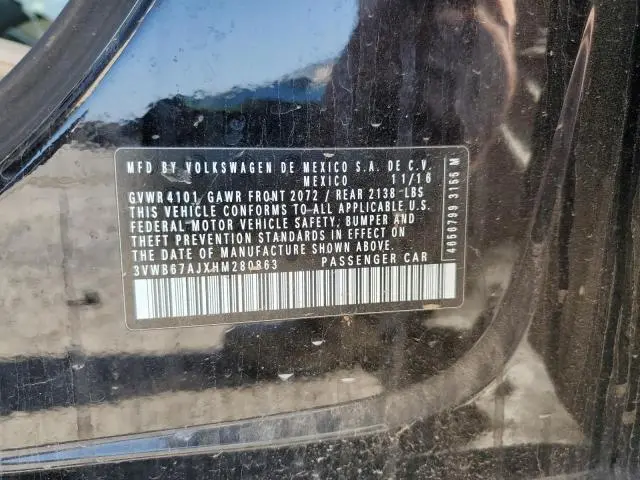 MFD BY VOLKSWAGEN DE MEXICO S.A. DE C.V.
MEXICO 11/16
GVWR 4101 GAWR FRONT 2072 / REAR 2138 LBS
THIS VEHICLE CONFORMS TO ALL APPLICABLE U.S.
FEDERAL MOTOR VEHICLE SAFETY, BUMPER AND
THEFT PREVENTION STANDARDS IN EFFECT ON
THE DATE OF MANUFACTURE SHOWN ABOVE.
3VWB67AJXHM280863 PASSENGER CAR
4656799 3165 M